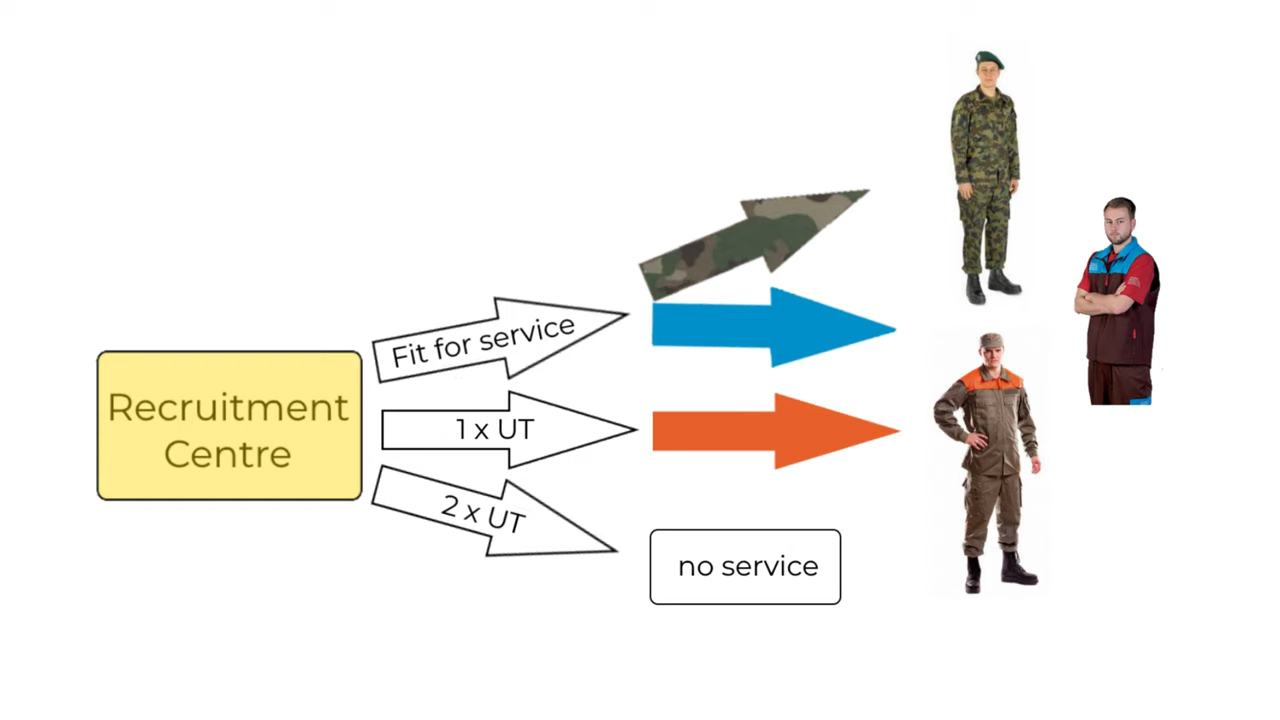 Fit for service
Recruitment
Centre
1 x UT
2 x UT
no service